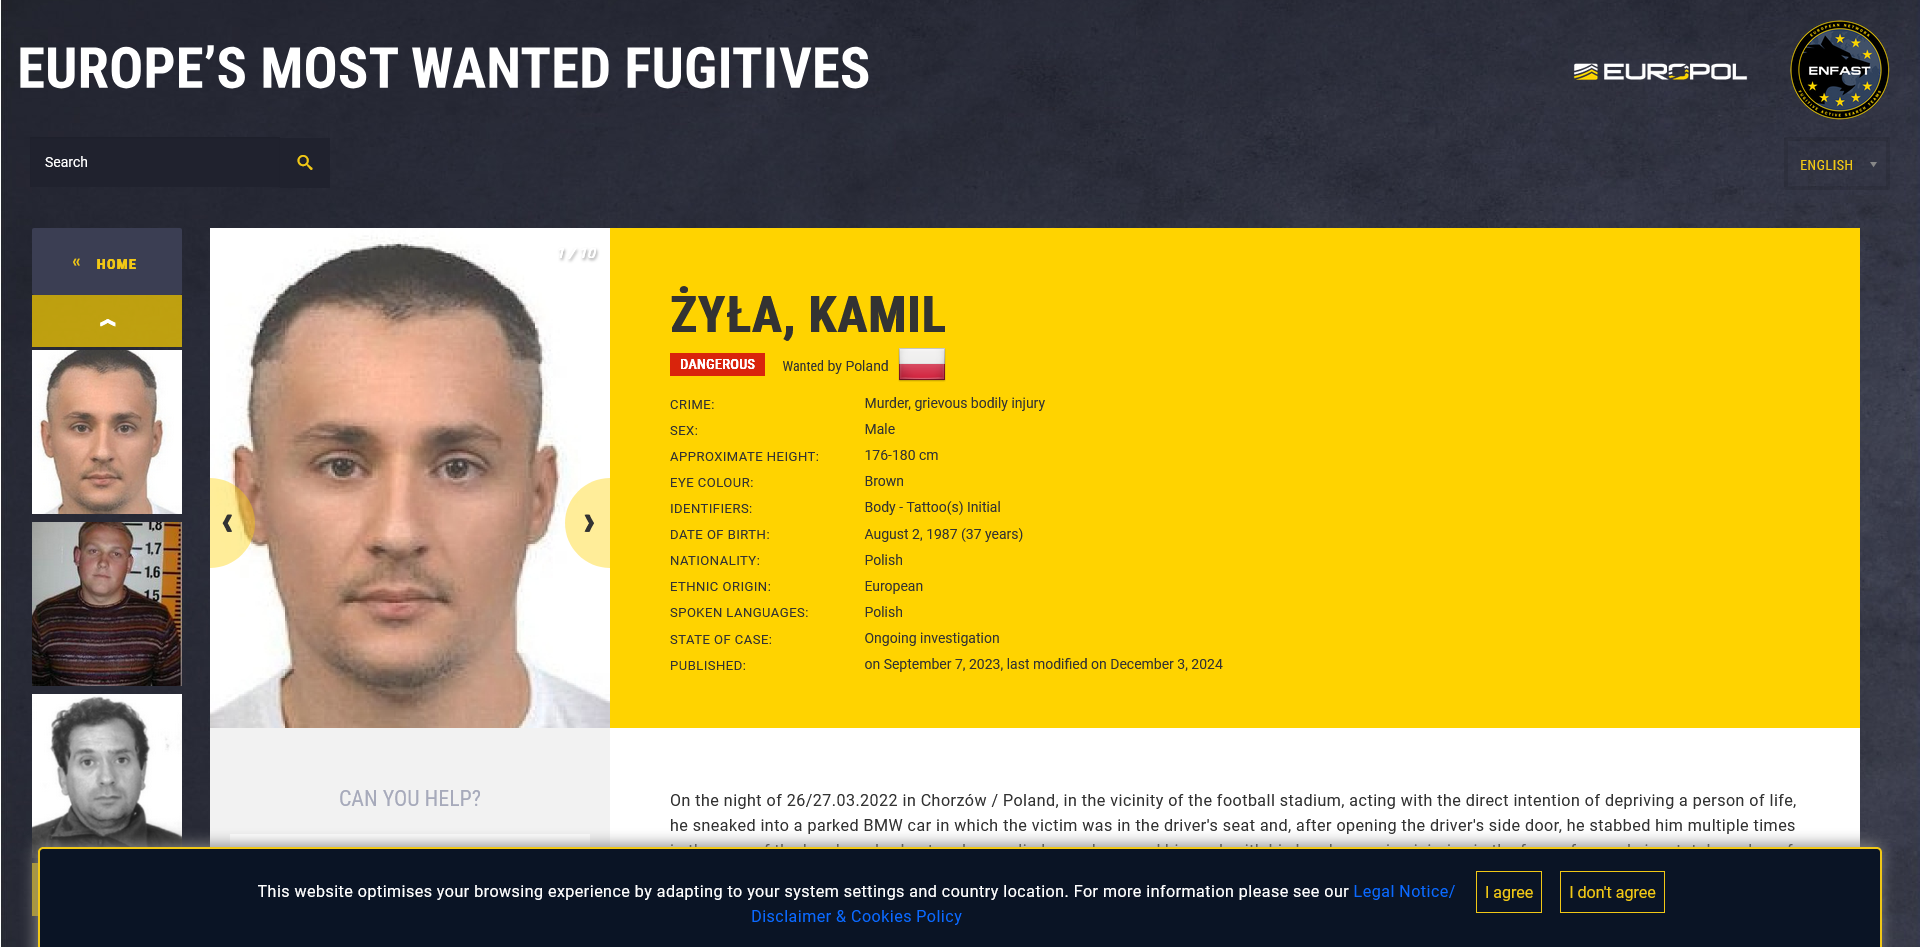 EUROPE’S MOST WANTED FUGITIVES
EUROPOL
ENFAST
Search
ENGLISH
« HOME
1 / 10
ŻYŁA, KAMIL
DANGEROUS Wanted by Poland
CRIME: Murder, grievous bodily injury
SEX: Male
APPROXIMATE HEIGHT: 176-180 cm
EYE COLOUR: Brown
IDENTIFIERS: Body - Tattoo(s) Initial
DATE OF BIRTH: August 2, 1987 (37 years)
NATIONALITY: Polish
ETHNIC ORIGIN: European
SPOKEN LANGUAGES: Polish
STATE OF CASE: Ongoing investigation
PUBLISHED: on September 7, 2023, last modified on December 3, 2024
1,8
1.7
1.6
1.5
CAN YOU HELP?
On the night of 26/27.03.2022 in Chorzów / Poland, in the vicinity of the football stadium, acting with the direct intention of depriving a person of life,
he sneaked into a parked BMW car in which the victim was in the driver's seat and, after opening the driver's side door, he stabbed him multiple times
This website optimises your browsing experience by adapting to your system settings and country location. For more information please see our Legal Notice/
Disclaimer & Cookies Policy
I agree
I don't agree